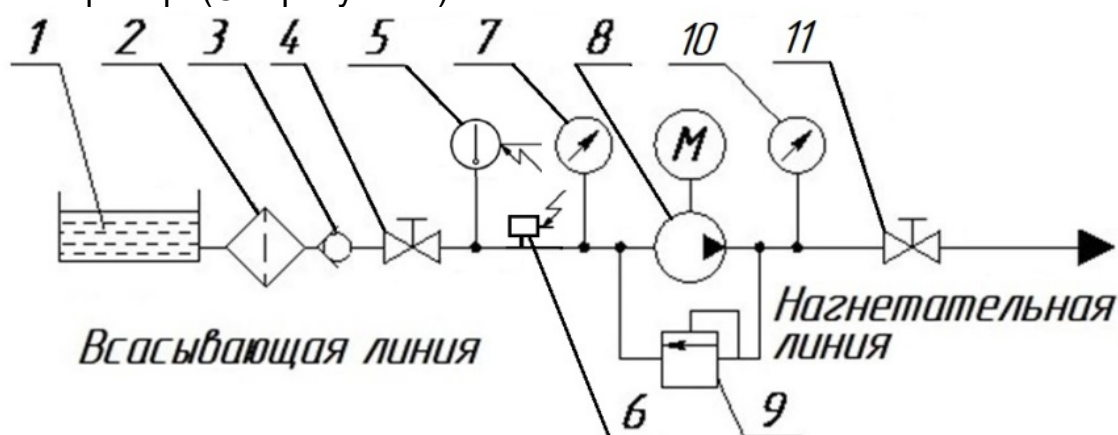 1 2 3 4 5 7 8 10 11
M
Всасывающая линия
Нагнетательная
линия
6 9